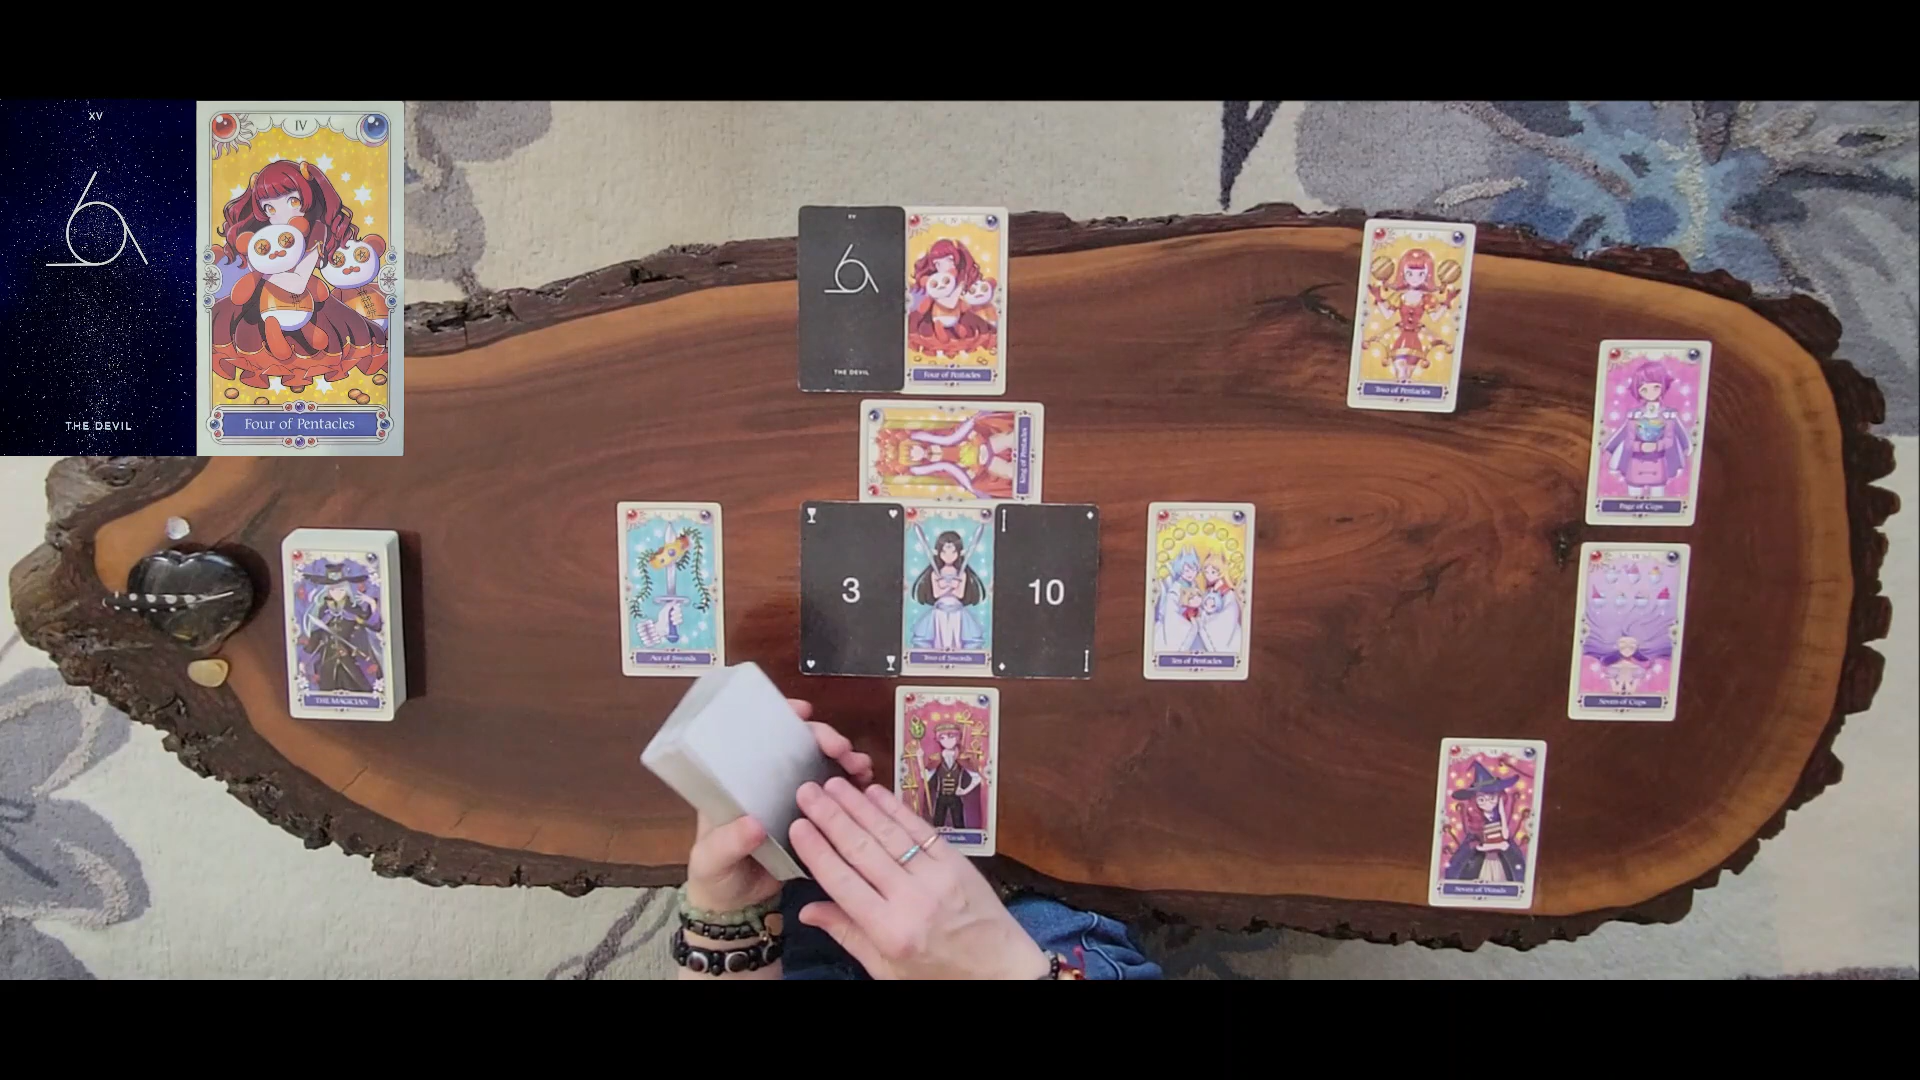 XV
THE DEVIL
IV
Four of Pentacles
XV
THE DEVIL
Four of Pentacles
Two of Pentacles
King of Pentacles
Page of Cups
THE MAGICIAN
Ace of Swords
3
Two of Swords
10
Ten of Pentacles
Seven of Cups
Seven of Wands